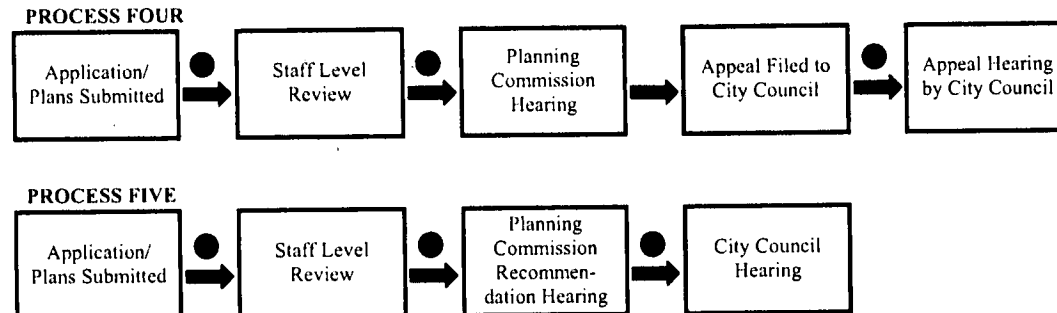 PROCESS FOUR
Application/
Plans Submitted
Staff Level
Review
Planning
Commission
Hearing
Appeal Filed to
City Council
Appeal Hearing
by City Council
PROCESS FIVE
Application/
Plans Submitted
Staff Level
Review
Planning
Commission
Recommen-
dation Hearing
City Council
Hearing